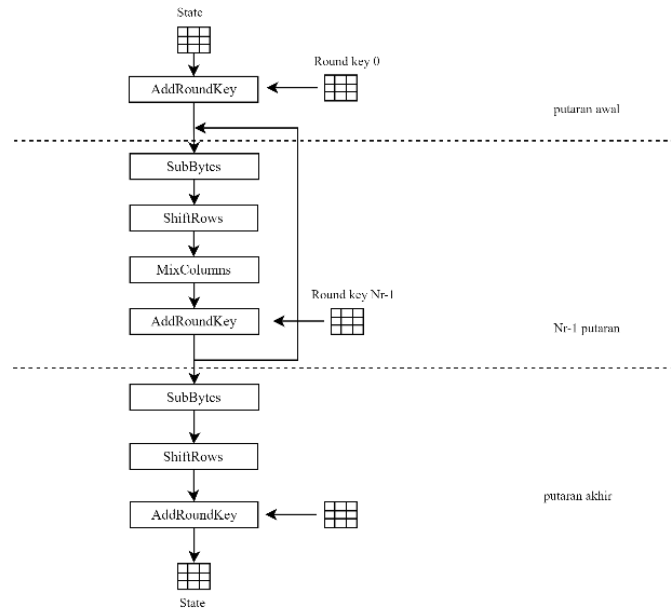 State
Round key 0
AddRoundKey
putaran awal
SubBytes
ShiftRows
MixColumns
Round key Nr-1
AddRoundKey
Nr-1 putaran
SubBytes
ShiftRows
putaran akhir
AddRoundKey
State